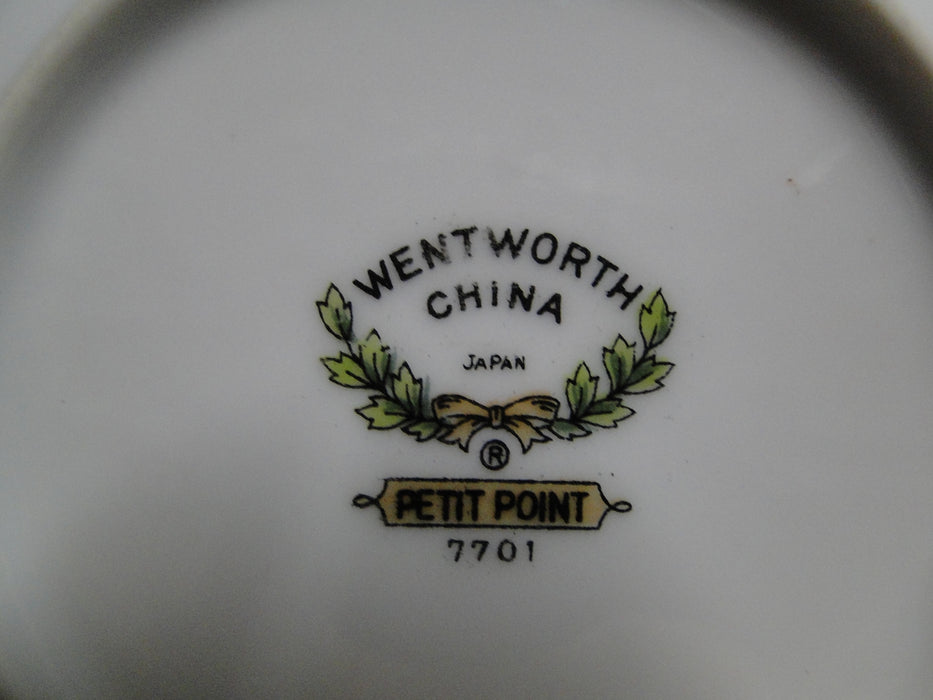 WENTWORTH
CHINA
JAPAN
®
PETIT POINT
7701